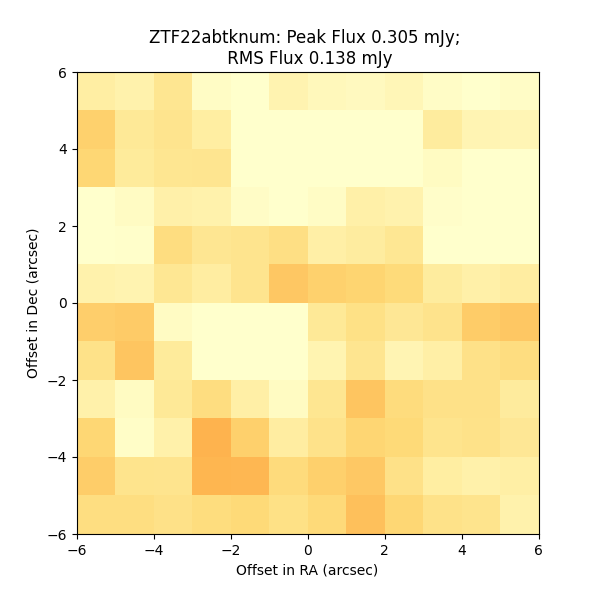 ZTF22abtknum: Peak Flux 0.305 mJy;
RMS Flux 0.138 mJy
6
4
2
0
−2
−4
−6
Offset in Dec (arcsec)
−6 −4 −2 0 2 4 6
Offset in RA (arcsec)